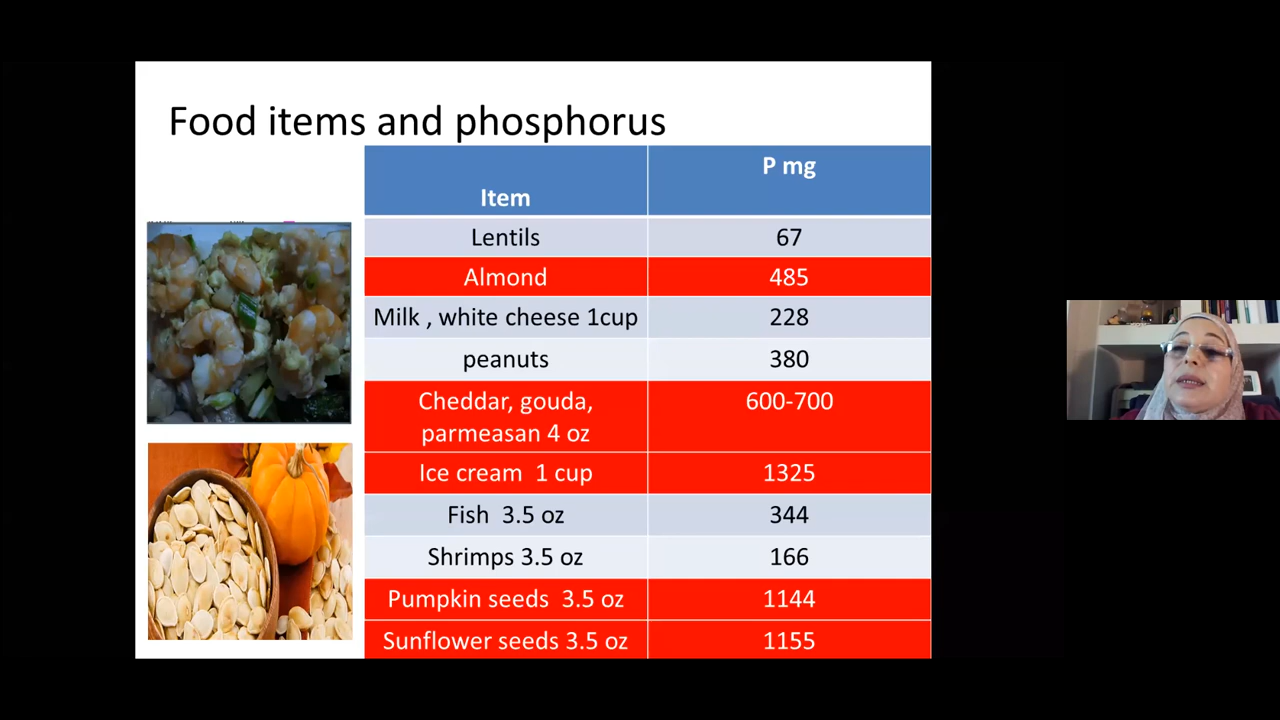 Food items and phosphorus
Item P mg
Lentils 67
Almond 485
Milk , white cheese 1cup 228
peanuts 380
Cheddar, gouda, 600-700
parmeasan 4 oz
Ice cream 1 cup 1325
Fish 3.5 oz 344
Shrimps 3.5 oz 166
Pumpkin seeds 3.5 oz 1144
Sunflower seeds 3.5 oz 1155